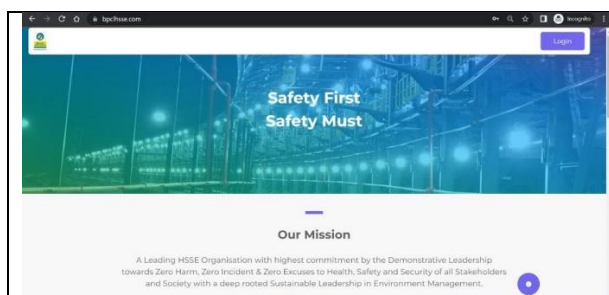 bpclhsse.com
Incognito
Login
Safety First
Safety Must
Our Mission
A Leading HSSE Organisation with highest commitment by the Demonstrative Leadership
towards Zero Harm, Zero Incident & Zero Excuses to Health, Safety and Security of all Stakeholders
and Society with a deep rooted Sustainable Leadership in Environment Management.